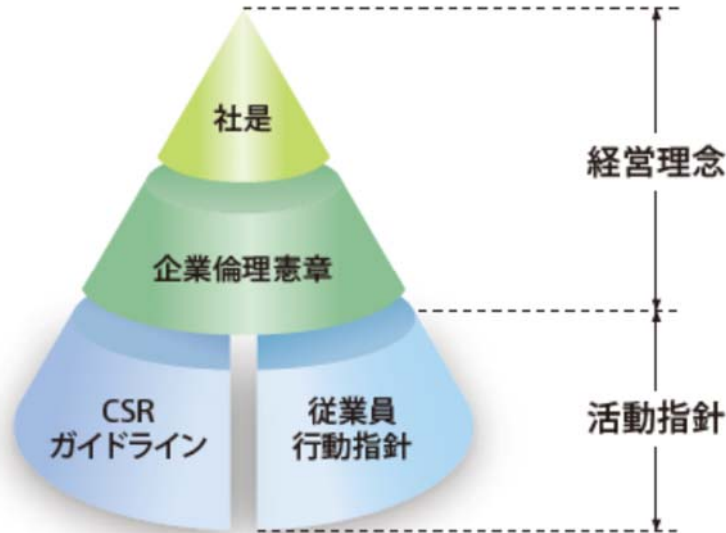 社是
経営理念
企業倫理憲章
CSR
ガイドライン
従業員
行動指針
活動指針